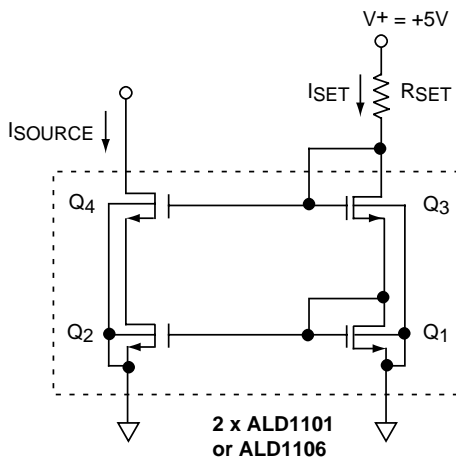 V+ = +5V
ISET
RSET
ISOURCE
Q4
Q3
Q2
Q1
2 x ALD1101
or ALD1106